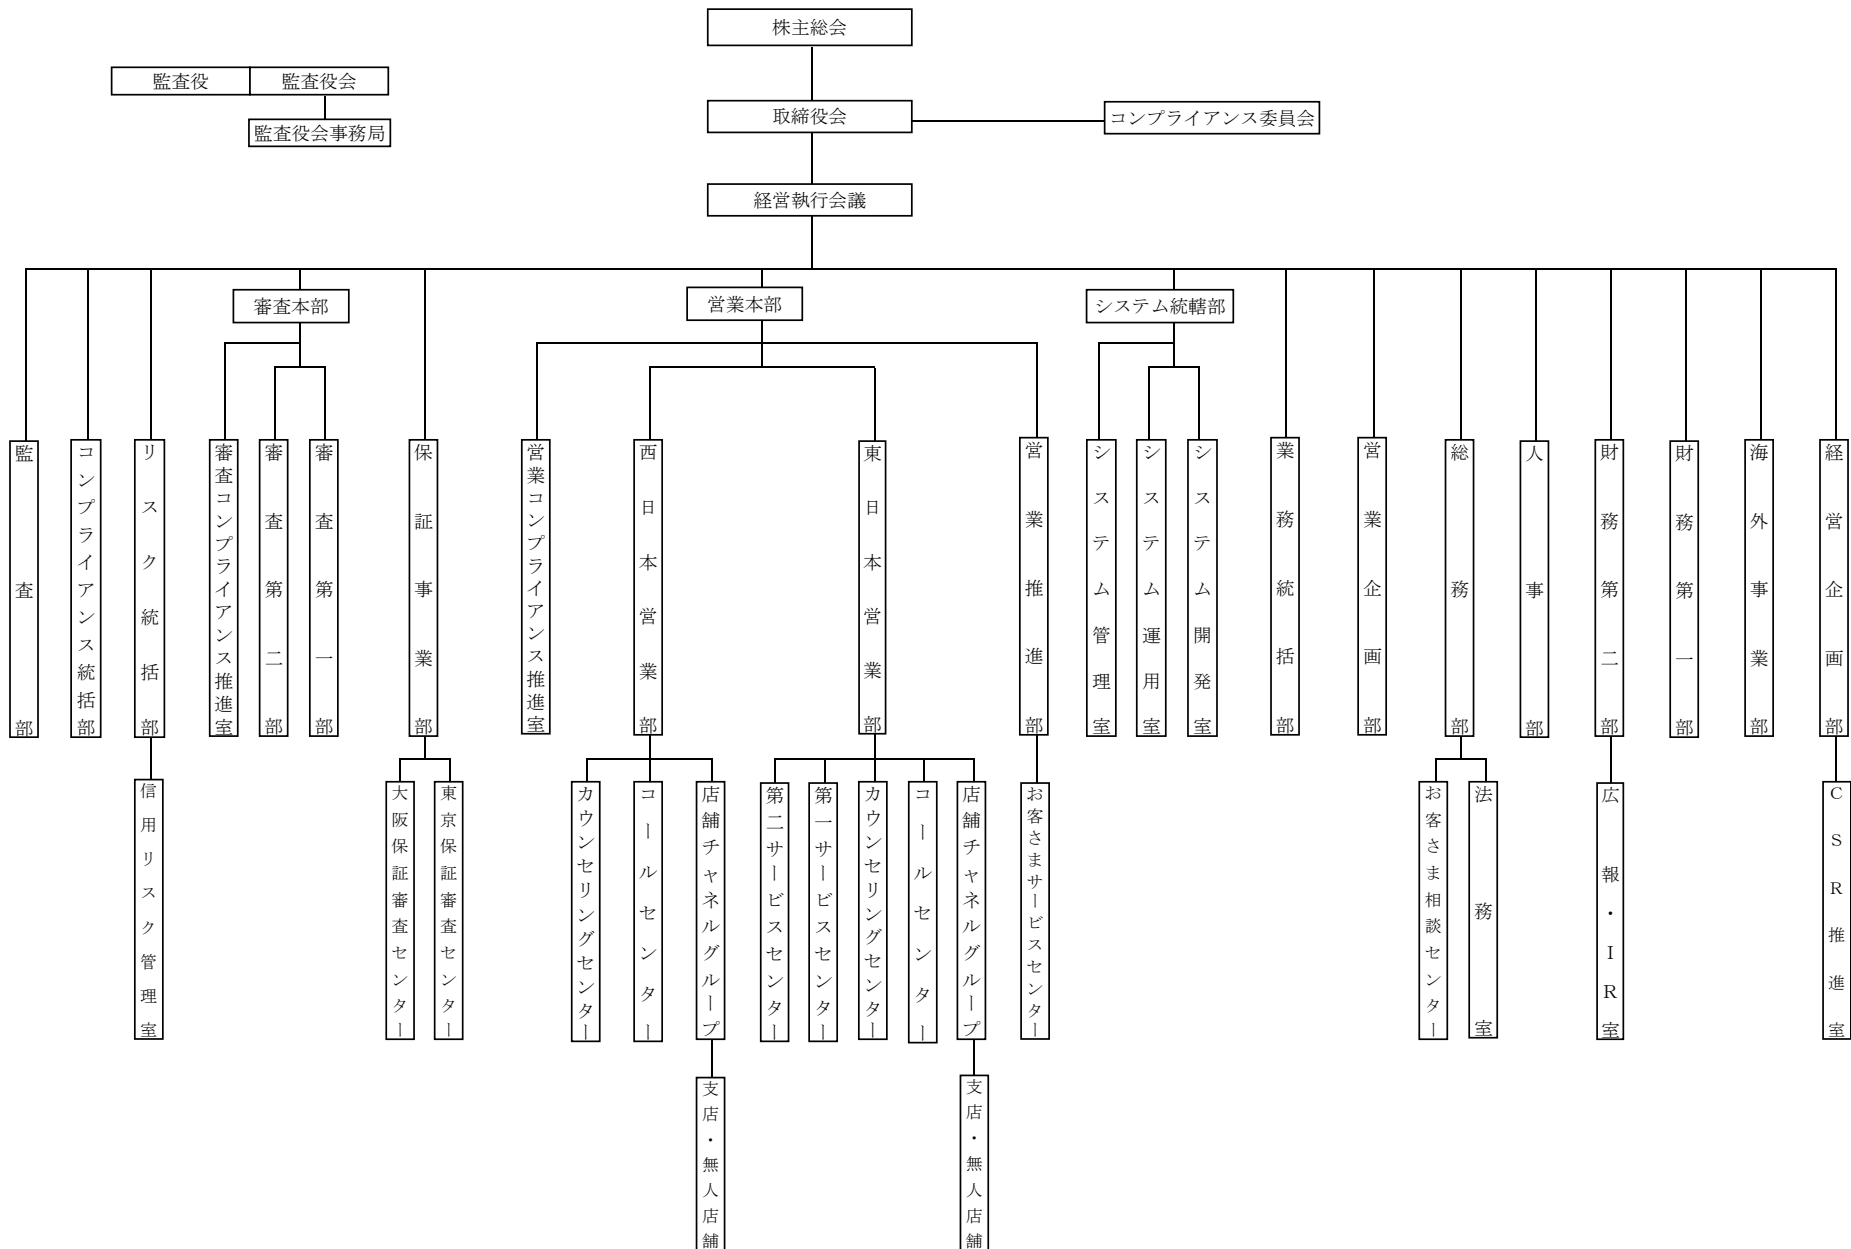 株主総会
監査役
監査役会
監査役会事務局
取締役会
コンプライアンス委員会
経営執行会議
審査本部
営業本部
システム統轄部
監査部
コンプライアンス統括部
リスク統括部
審査コンプライアンス推進室
審査第二部
審査第一部
保証事業部
営業コンプライアンス推進室
西日本営業部
東日本営業部
営業推進部
システム管理室
システム運用室
システム開発室
業務統括部
営業企画部
総務部
人事部
財務第二部
財務第一部
海外事業部
経営企画部
信用リスク管理室
大阪保証審査センター
東京保証審査センター
カウンセリングセンター
コールセンター
店舗チャネルグループ
第二サービスセンター
第一サービスセンター
カウンセリングセンター
コールセンター
店舗チャネルグループ
お客さまサービスセンター
お客さま相談センター
法務室
広報・IR室
CSR推進室
支店・無人店舗
支店・無人店舗